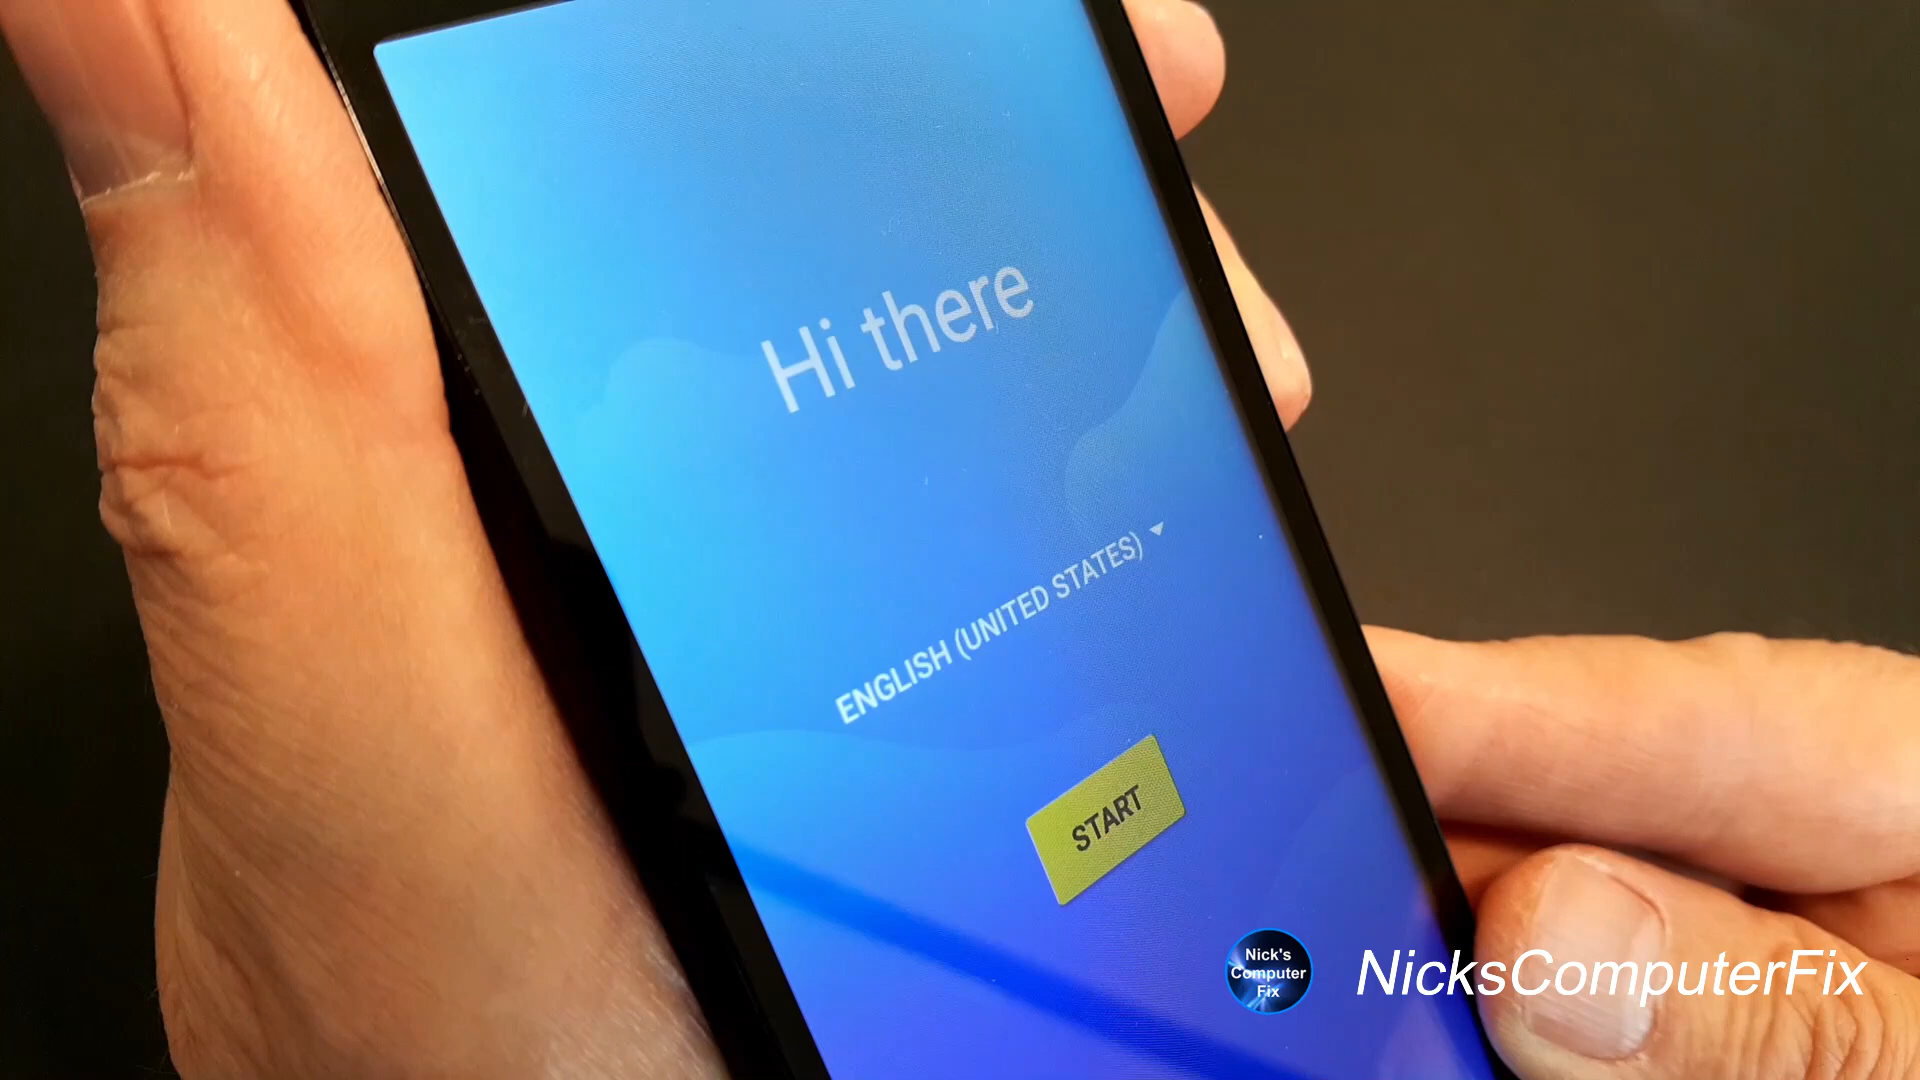 Hi there
ENGLISH (UNITED STATES)
START
Nick's
Computer
Fix
NicksComputerFix